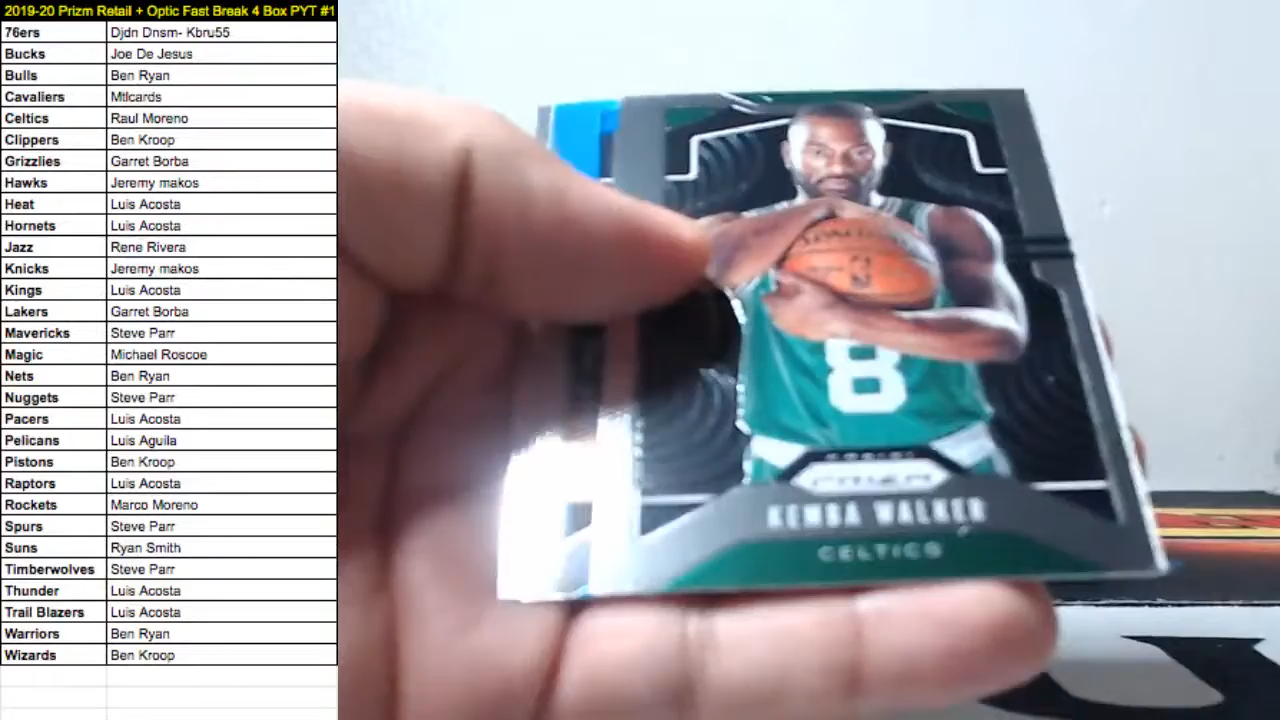 2019-20 Prizm Retail + Optic Fast Break 4 Box PYT #1
76ers Djdn Dnsm- Kbru55
Bucks Joe De Jesus
Bulls Ben Ryan
Cavaliers Mtlcards
Celtics Raul Moreno
Clippers Ben Kroop
Grizzlies Garret Borba
Hawks Jeremy makos
Heat Luis Acosta
Hornets Luis Acosta
Jazz Rene Rivera
Knicks Jeremy makos
Kings Luis Acosta
Lakers Garret Borba
Mavericks Steve Parr
Magic Michael Roscoe
Nets Ben Ryan
Nuggets Steve Parr
Pacers Luis Acosta
Pelicans Luis Aguila
Pistons Ben Kroop
Raptors Luis Acosta
Rockets Marco Moreno
Spurs Steve Parr
Suns Ryan Smith
Timberwolves Steve Parr
Thunder Luis Acosta
Trail Blazers Luis Acosta
Warriors Ben Ryan
Wizards Ben Kroop
SPALDING
8
PANINI
PRIZM
KEMBA WALKER
CELTICS